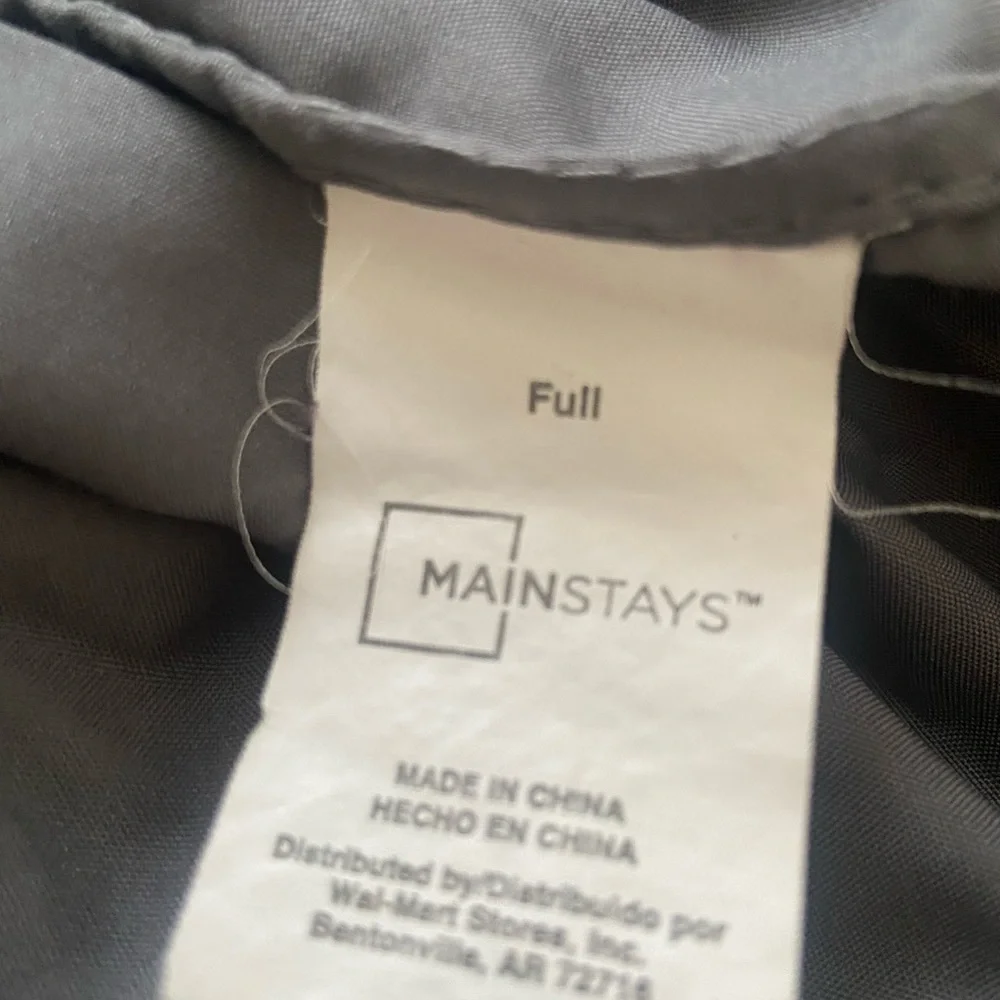 Full
MAINSTAYS™
MADE IN CHINA
HECHO EN CHINA
Distributed by/Distribuido por
Wal-Mart Stores, Inc.
Bentonville, AR 72716